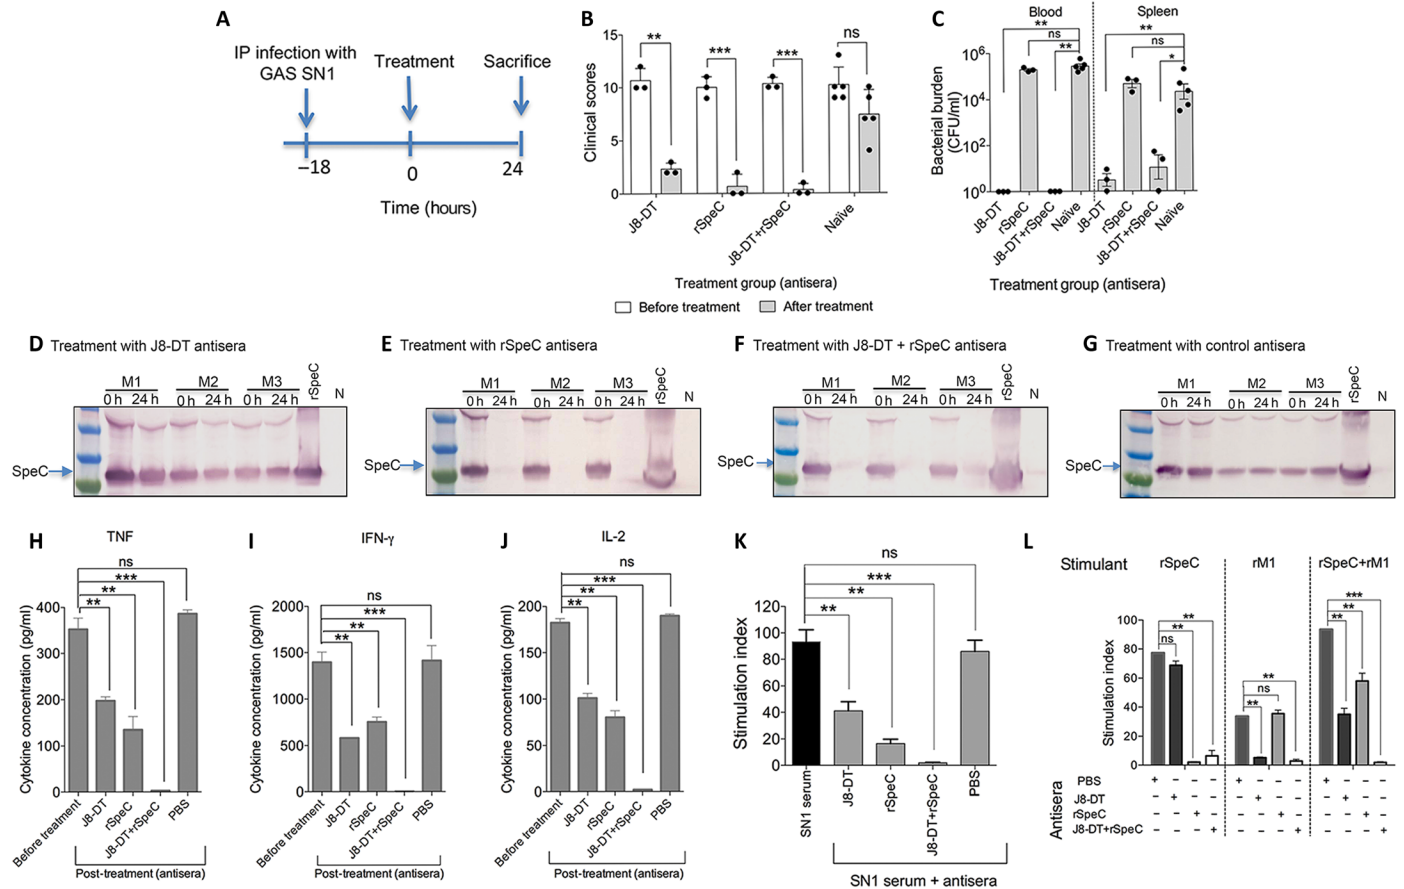 A
IP infection with
GAS SN1
Treatment
Sacrifice
–18
0
24
Time (hours)
B
Clinical scores
15
10
5
0
**
***
***
ns
J8-DT
rSpeC
J8-DT+rSpeC
Naïve
Treatment group (antisera)
Before treatment
After treatment
C
Blood
Spleen
Bacterial burden
(CFU/ml)
10⁶
10⁴
10²
10⁰
**
ns
**
**
ns
*
J8-DT
rSpeC
J8-DT+rSpeC
Naïve
J8-DT
rSpeC
J8-DT+rSpeC
Naïve
Treatment group (antisera)
D Treatment with J8-DT antisera
M1 M2 M3 rSpeC N
0 h 24 h 0 h 24 h 0 h 24 h
SpeC
E Treatment with rSpeC antisera
M1 M2 M3 rSpeC N
0 h 24 h 0 h 24 h 0 h 24 h
SpeC
F Treatment with J8-DT + rSpeC antisera
M1 M2 M3 rSpeC N
0 h 24 h 0 h 24 h 0 h 24 h
SpeC
G Treatment with control antisera
M1 M2 M3 rSpeC N
0 h 24 h 0 h 24 h 0 h 24 h
SpeC
H
TNF
Cytokine concentration (pg/ml)
400
300
200
100
0
ns
***
**
**
Before treatment
J8-DT
rSpeC
J8-DT+rSpeC
PBS
Post-treatment (antisera)
I
IFN-γ
Cytokine concentration (pg/ml)
2000
1500
1000
500
0
ns
***
**
**
Before treatment
J8-DT
rSpeC
J8-DT+rSpeC
PBS
Post-treatment (antisera)
J
IL-2
Cytokine concentration (pg/ml)
200
150
100
50
0
ns
***
**
**
Before treatment
J8-DT
rSpeC
J8-DT+rSpeC
PBS
Post-treatment (antisera)
K
Stimulation index
120
100
80
60
40
20
0
ns
***
**
**
SN1 serum
J8-DT
rSpeC
J8-DT+rSpeC
PBS
SN1 serum + antisera
L
Stimulant
rSpeC
rM1
rSpeC+rM1
Stimulation index
100
80
60
40
20
0
**
**
ns
**
ns
**
***
**
**
Antisera
PBS + – – – + – – – + – – –
J8-DT – + – – – + – – – + – –
rSpeC – – + – – – + – – – + –
J8-DT+rSpeC – – – + – – – + – – – +